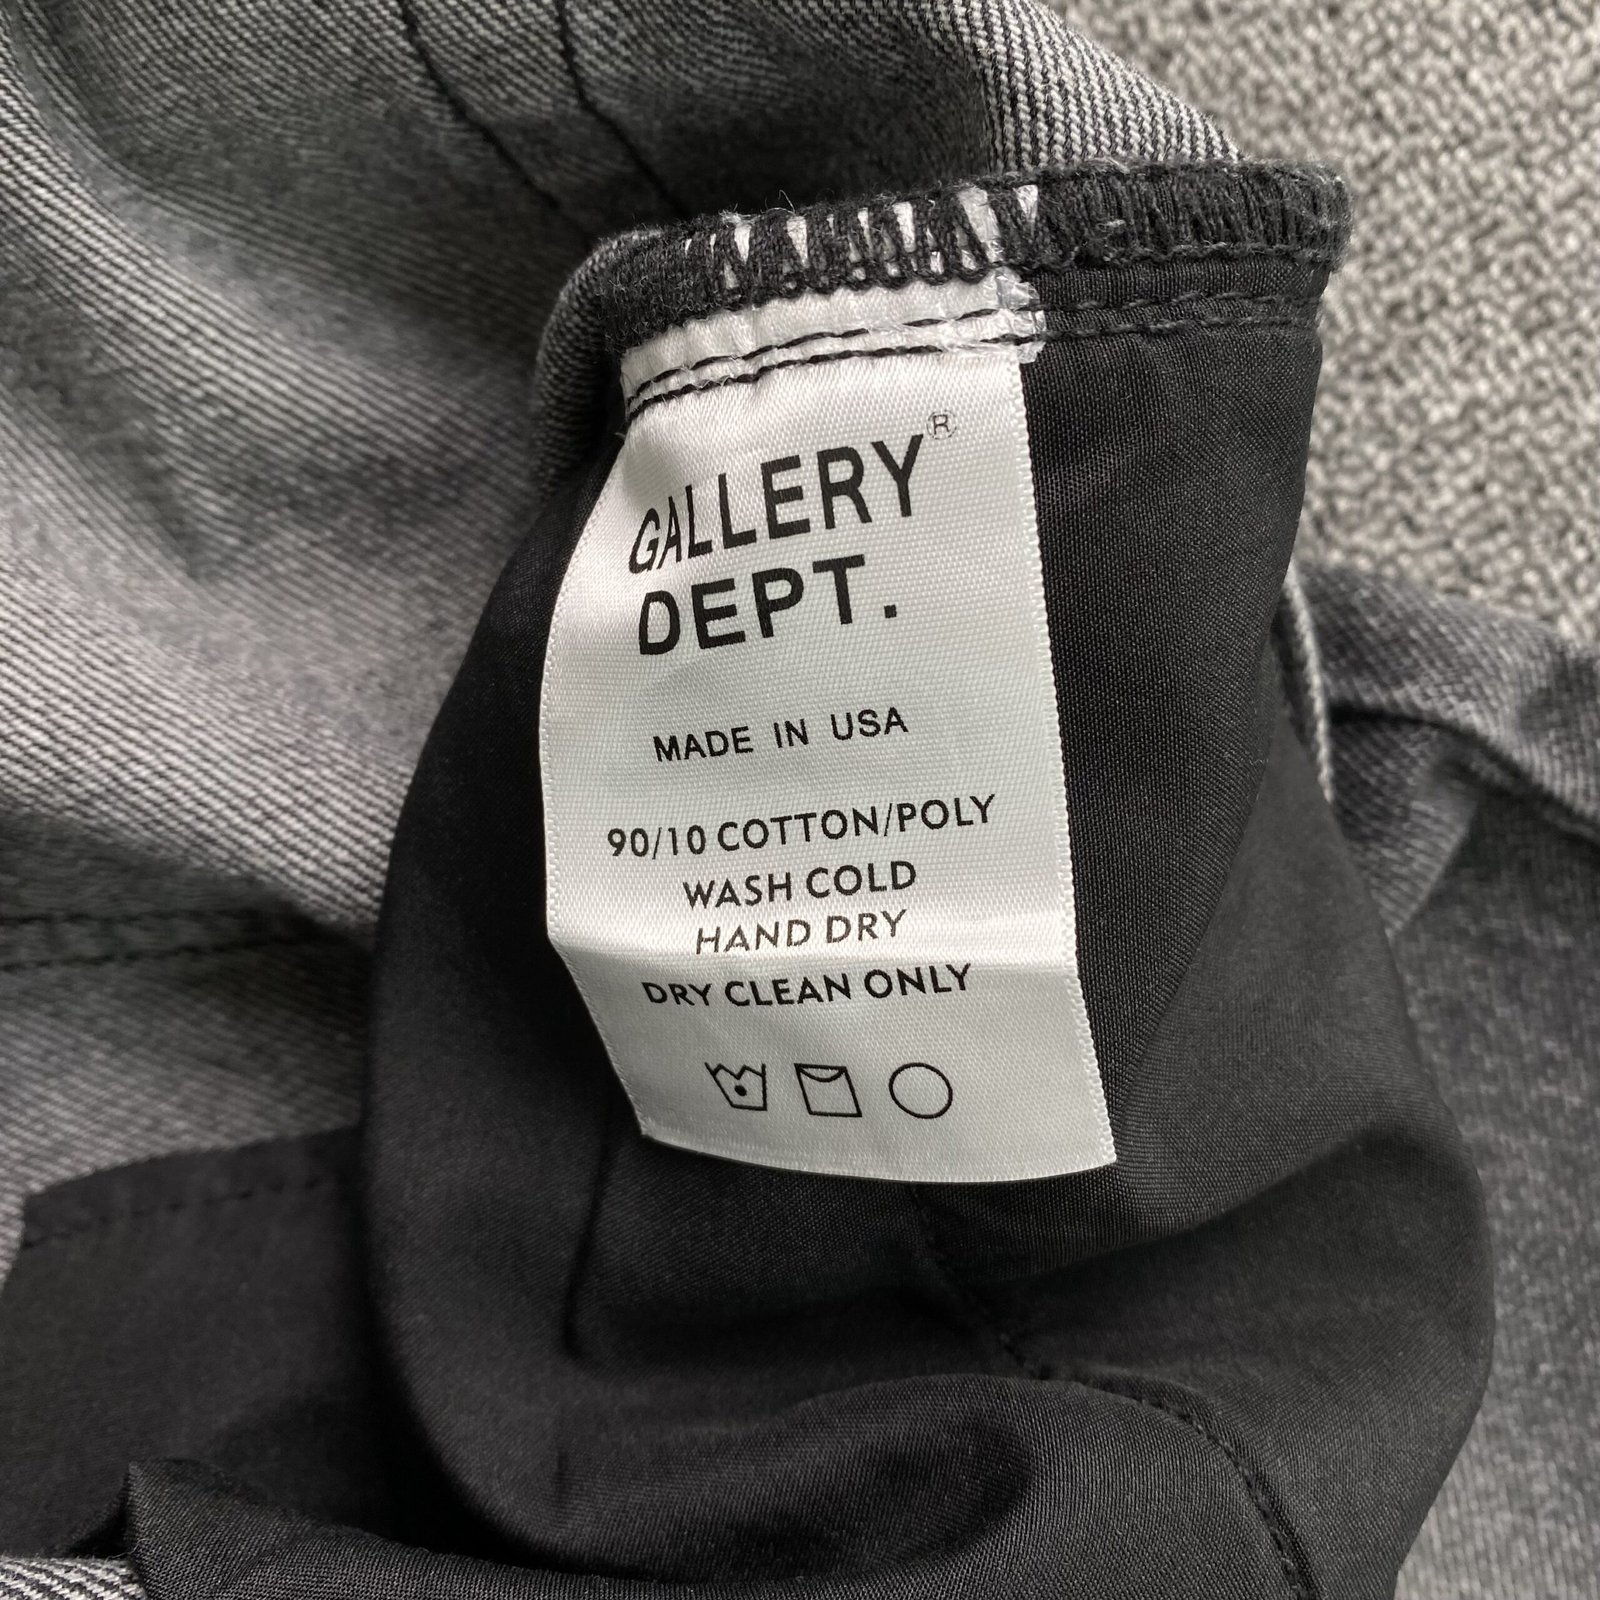 GALLERY®
DEPT.
MADE IN USA
90/10 COTTON/POLY
WASH COLD
HAND DRY
DRY CLEAN ONLY